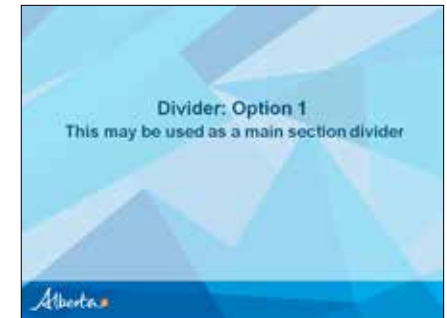 Divider: Option 1
This may be used as a main section divider
Alberta